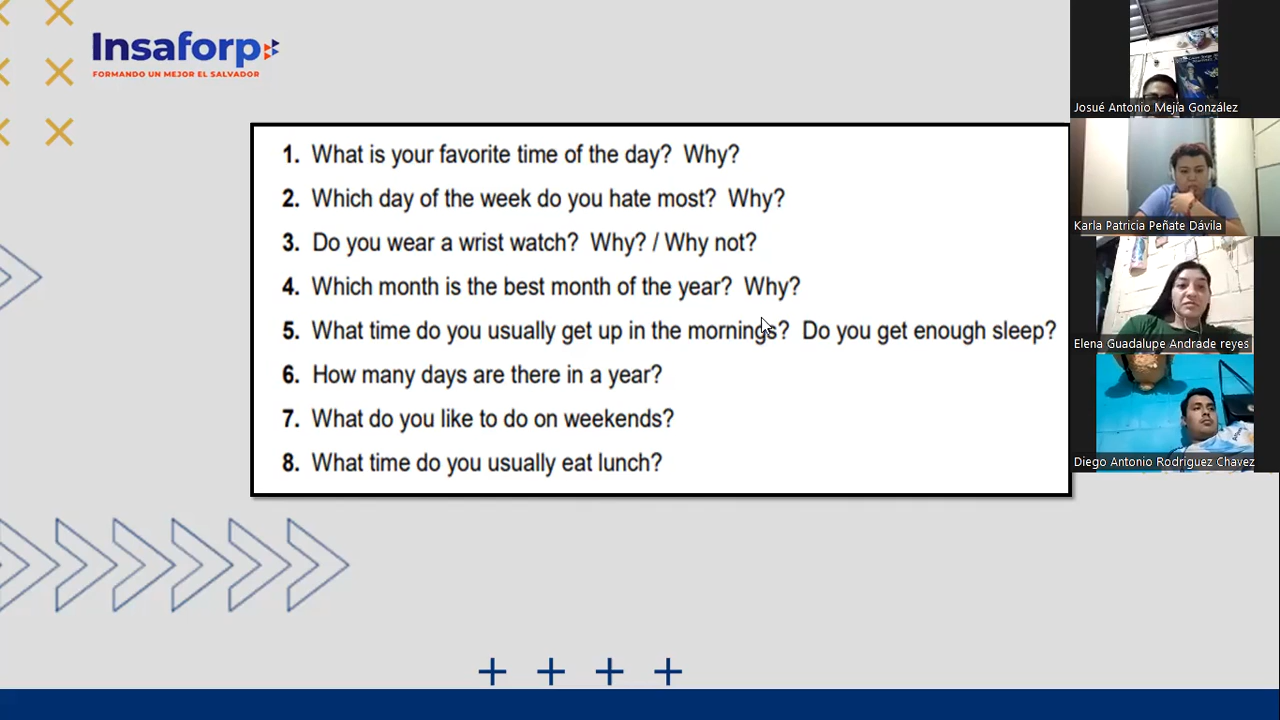 Insaforp
FORMANDO UN MEJOR EL SALVADOR
1. What is your favorite time of the day? Why?
2. Which day of the week do you hate most? Why?
3. Do you wear a wrist watch? Why? / Why not?
4. Which month is the best month of the year? Why?
5. What time do you usually get up in the mornings? Do you get enough sleep?
6. How many days are there in a year?
7. What do you like to do on weekends?
8. What time do you usually eat lunch?
Josué Antonio Mejía González
Karla Patricia Peñate Dávila
Elena Guadalupe Andrade reyes
Diego Antonio Rodriguez Chavez